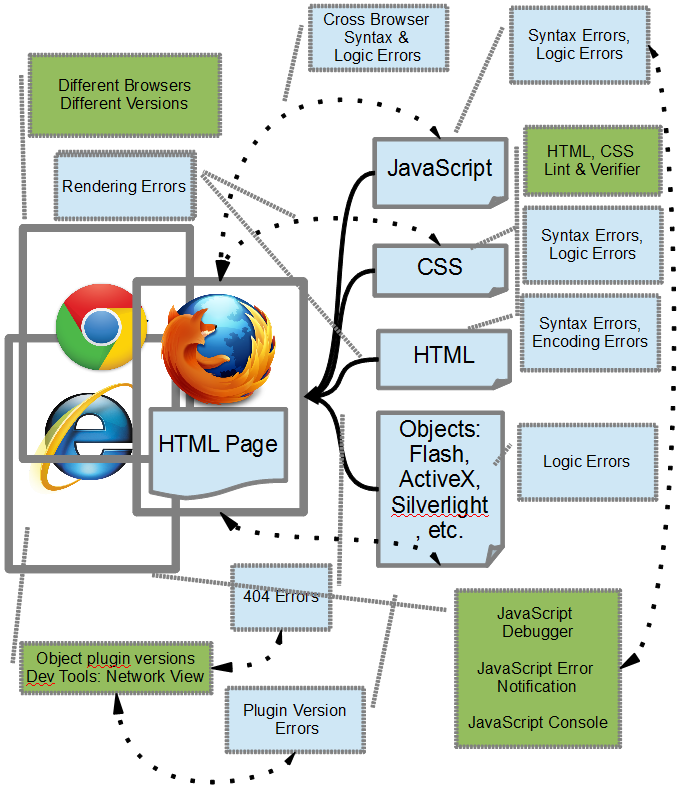 Cross Browser
Syntax &
Logic Errors
Syntax Errors,
Logic Errors
Different Browsers
Different Versions
HTML, CSS
Lint & Verifier
JavaScript
Rendering Errors
Syntax Errors,
Logic Errors
CSS
Syntax Errors,
Encoding Errors
HTML
HTML Page
Objects:
Flash,
ActiveX,
Silverlight
, etc.
Logic Errors
404 Errors
JavaScript
Debugger
JavaScript Error
Notification
JavaScript Console
Object plugin versions
Dev Tools: Network View
Plugin Version
Errors